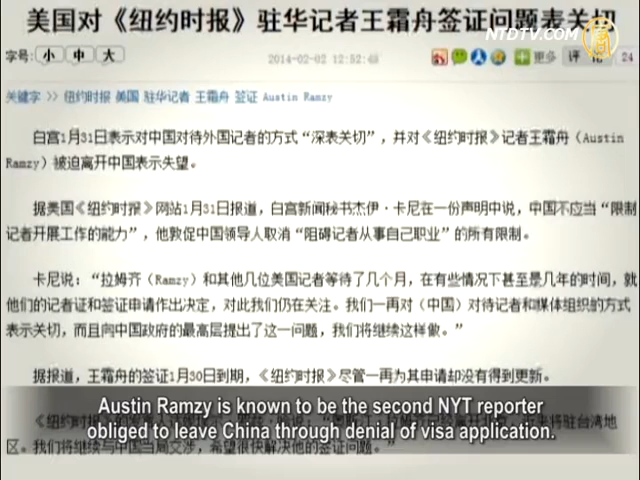 美国对《纽约时报》驻华记者王霜舟签证问题表关切
NTDTV.COM
字号: 小 中 大
2014-02-02 12:52:48
更多
评
24
关键字 >> 纽约时报 美国 驻华记者 王霜舟 签证 Austin Ramzy
白宫1月31日表示对中国对待外国记者的方式“深表关切”，并对《纽约时报》记者王霜舟（Austin
Ramzy）被迫离开中国表示失望。
据美国《纽约时报》网站1月31日报道，白宫新闻秘书杰伊·卡尼在一份声明中说，中国不应当“限制
记者开展工作的能力”，他敦促中国领导人取消“阻碍记者从事自己职业”的所有限制。
卡尼说：“拉姆齐（Ramzy）和其他几位美国记者等待了几个月，在有些情况下甚至是几年的时间，就
他们的记者证和签证申请作出决定，对此我们仍在关注。我们一再对（中国）对待记者和媒体组织的方式
表示关切，而且向中国政府的最高层提出了这一问题，我们将继续这样做。”
据报道，王霜舟的签证1月30日到期，《纽约时报》尽管一再为其申请却没有得到更新。
Austin Ramzy is known to be the second NYT reporter
obliged to leave China through denial of visa application.
驻台湾地
区。我们将继续与中国当局交涉，希望很快解决他的签证问题。”